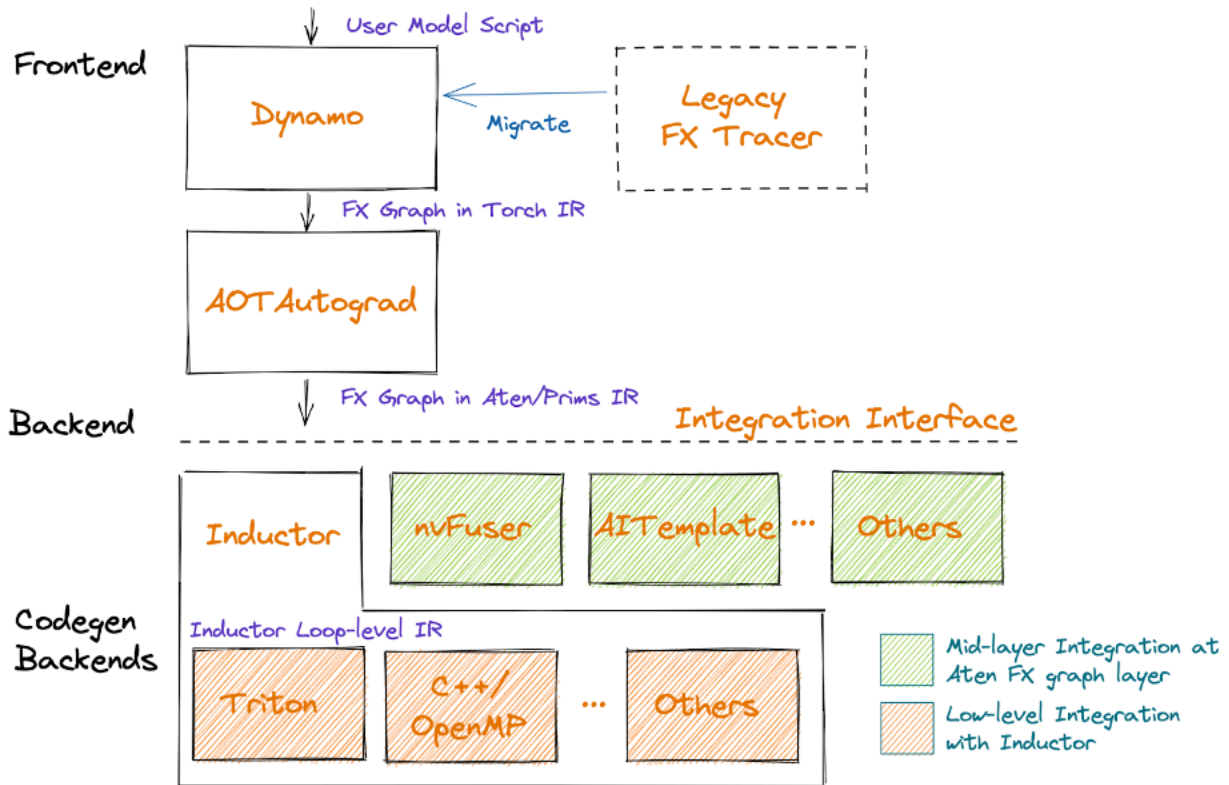 User Model Script
Frontend
Dynamo
Migrate
Legacy
FX Tracer
FX Graph in Torch IR
AOTAutograd
FX Graph in Aten/Prims IR
Backend
Integration Interface
Inductor
nvFuser
AITemplate
...
Others
Codegen
Backends
Inductor Loop-level IR
Triton
C++/
OpenMP
...
Others
Mid-layer Integration at
Aten FX graph layer
Low-level Integration
with Inductor